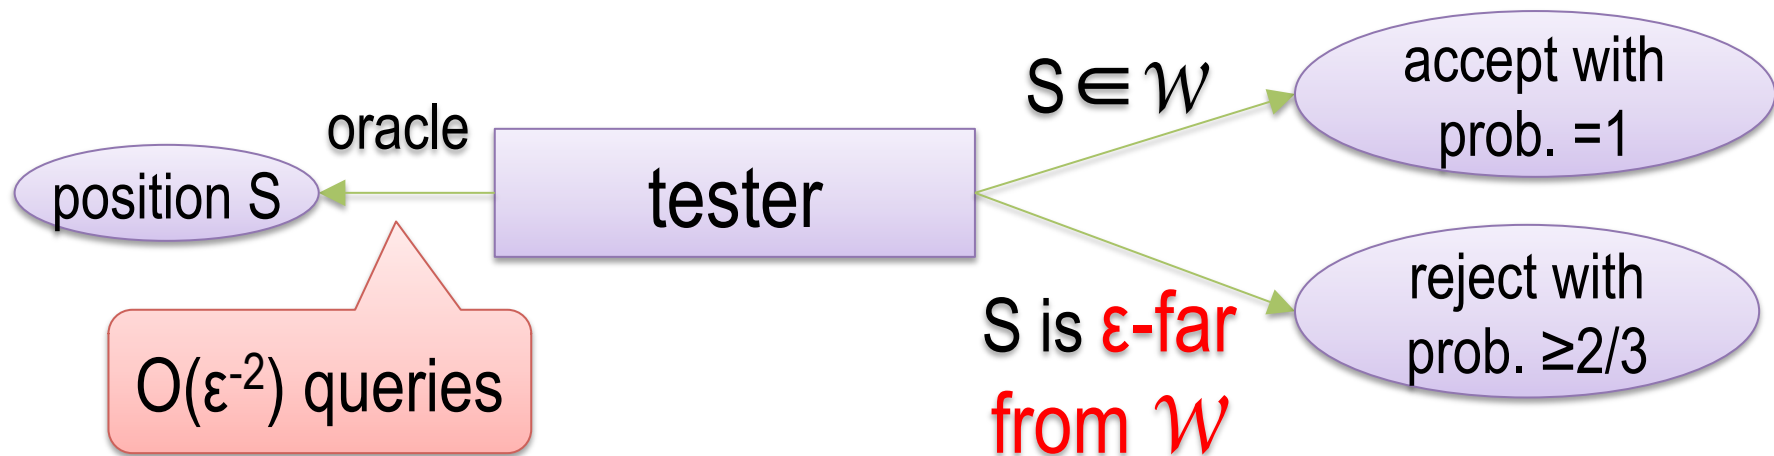 position S
oracle
O(ε⁻²) queries
tester
S ∈ 𝒲
accept with
prob. =1
S is ε-far
from 𝒲
reject with
prob. ≥2/3